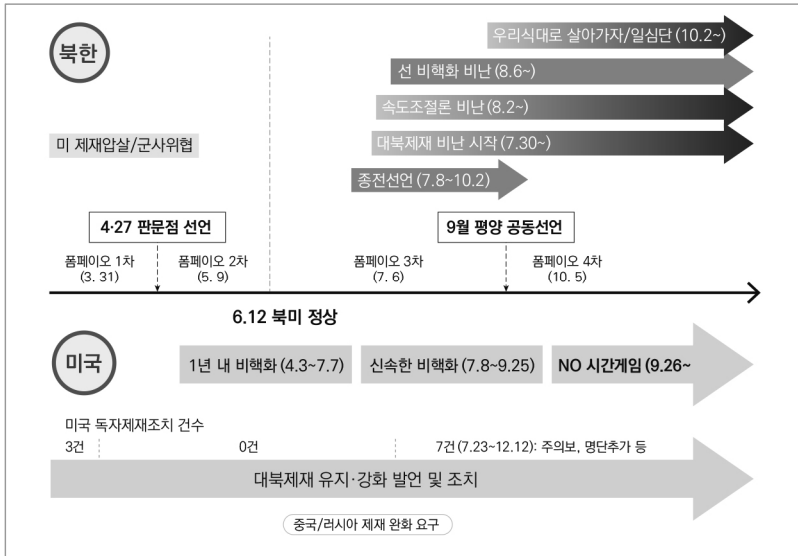 북한
우리식대로 살아가자/일심단 (10.2~)
선 비핵화 비난 (8.6~)
속도조절론 비난 (8.2~)
미 제재압살/군사위협
대북제재 비난 시작 (7.30~)
종전선언 (7.8~10.2)
4·27 판문점 선언
9월 평양 공동선언
폼페이오 1차
(3. 31)
폼페이오 2차
(5. 9)
폼페이오 3차
(7. 6)
폼페이오 4차
(10. 5)
6.12 북미 정상
미국
1년 내 비핵화 (4.3~7.7)
신속한 비핵화 (7.8~9.25)
NO 시간게임 (9.26~
미국 독자제재조치 건수
3건
0건
7건 (7.23~12.12): 주의보, 명단추가 등
대북제재 유지·강화 발언 및 조치
중국/러시아 제재 완화 요구